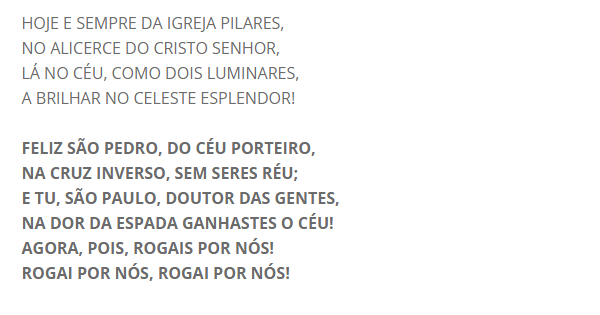 HOJE E SEMPRE DA IGREJA PILARES,
NO ALICERCE DO CRISTO SENHOR,
LÁ NO CÉU, COMO DOIS LUMINARES,
A BRILHAR NO CELESTE ESPLENDOR!

FELIZ SÃO PEDRO, DO CÉU PORTEIRO,
NA CRUZ INVERSO, SEM SERES RÉU;
E TU, SÃO PAULO, DOUTOR DAS GENTES,
NA DOR DA ESPADA GANHASTES O CÉU!
AGORA, POIS, ROGAIS POR NÓS!
ROGAI POR NÓS, ROGAI POR NÓS!